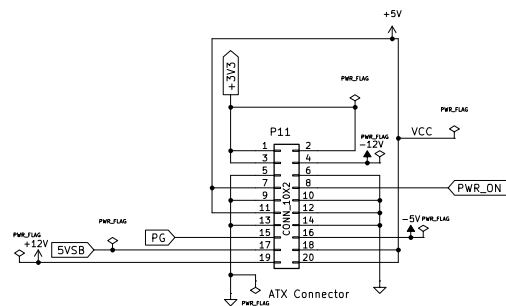 +5V
+3V3
PWR_FLAG
PWR_FLAG
P11
PWR_FLAG
VCC
-12V
1 2
3 4
5 6
7 8
PWR_ON
9 10
11 12
CONN_10X2
13 14
-5V PWR_FLAG
PG 15 16
PWR_FLAG
PWR_FLAG
+12V
5VSB 17 18
19 20
ATX Connector
PWR_FLAG